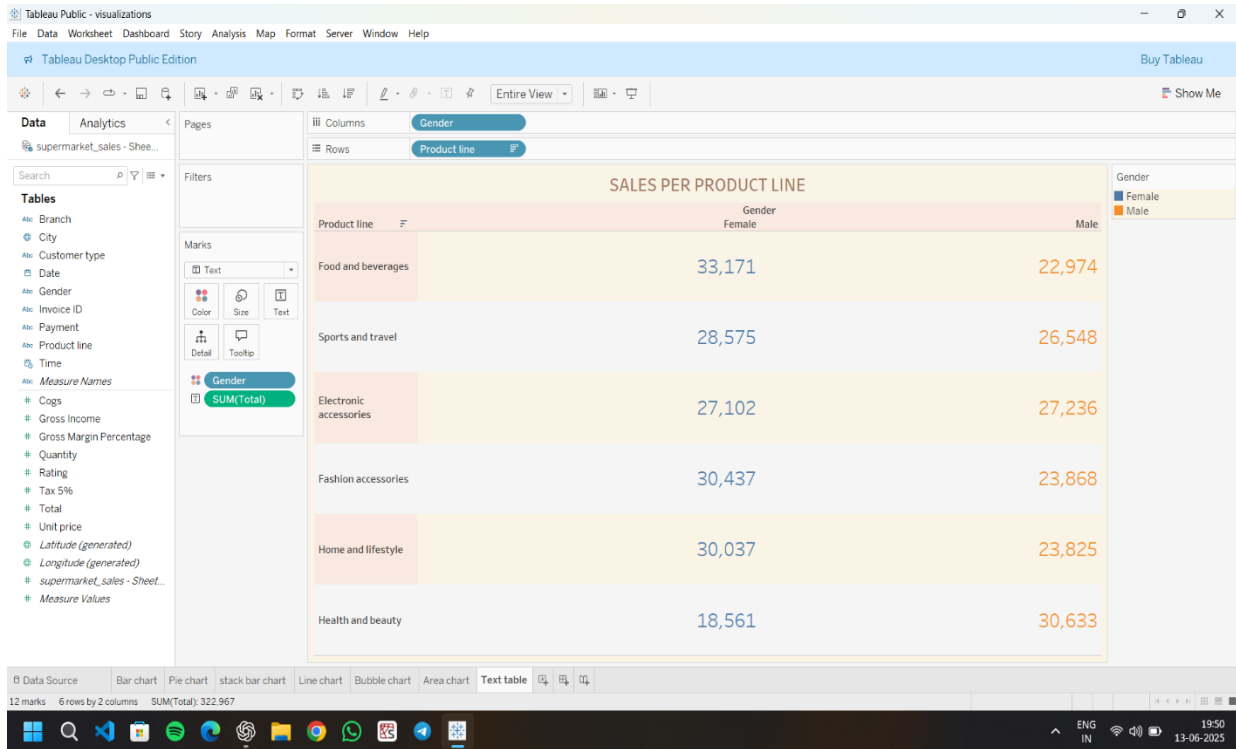 Tableau Public - visualizations
File Data Worksheet Dashboard Story Analysis Map Format Server Window Help
Tableau Desktop Public Edition
Buy Tableau
Entire View
Show Me
Data Analytics
supermarket_sales - Shee...
Search
Tables
Abc Branch
City
Abc Customer type
Date
Abc Gender
Abc Invoice ID
Abc Payment
Abc Product line
Time
Abc Measure Names
# Cogs
# Gross Income
# Gross Margin Percentage
# Quantity
# Rating
# Tax 5%
# Total
# Unit price
Latitude (generated)
Longitude (generated)
# supermarket_sales - Sheet...
# Measure Values
Pages
Filters
Marks
Text
Color Size Text
Detail Tooltip
Gender
SUM(Total)
Columns Gender
Rows Product line
SALES PER PRODUCT LINE
Gender
Product line Female Male
Food and beverages 33,171 22,974
Sports and travel 28,575 26,548
Electronic
accessories 27,102 27,236
Fashion accessories 30,437 23,868
Home and lifestyle 30,037 23,825
Health and beauty 18,561 30,633
Gender
Female
Male
Data Source Bar chart Pie chart stack bar chart Line chart Bubble chart Area chart Text table
12 marks 6 rows by 2 columns SUM(Total): 322,967
ENG
IN
19:50
13-06-2025